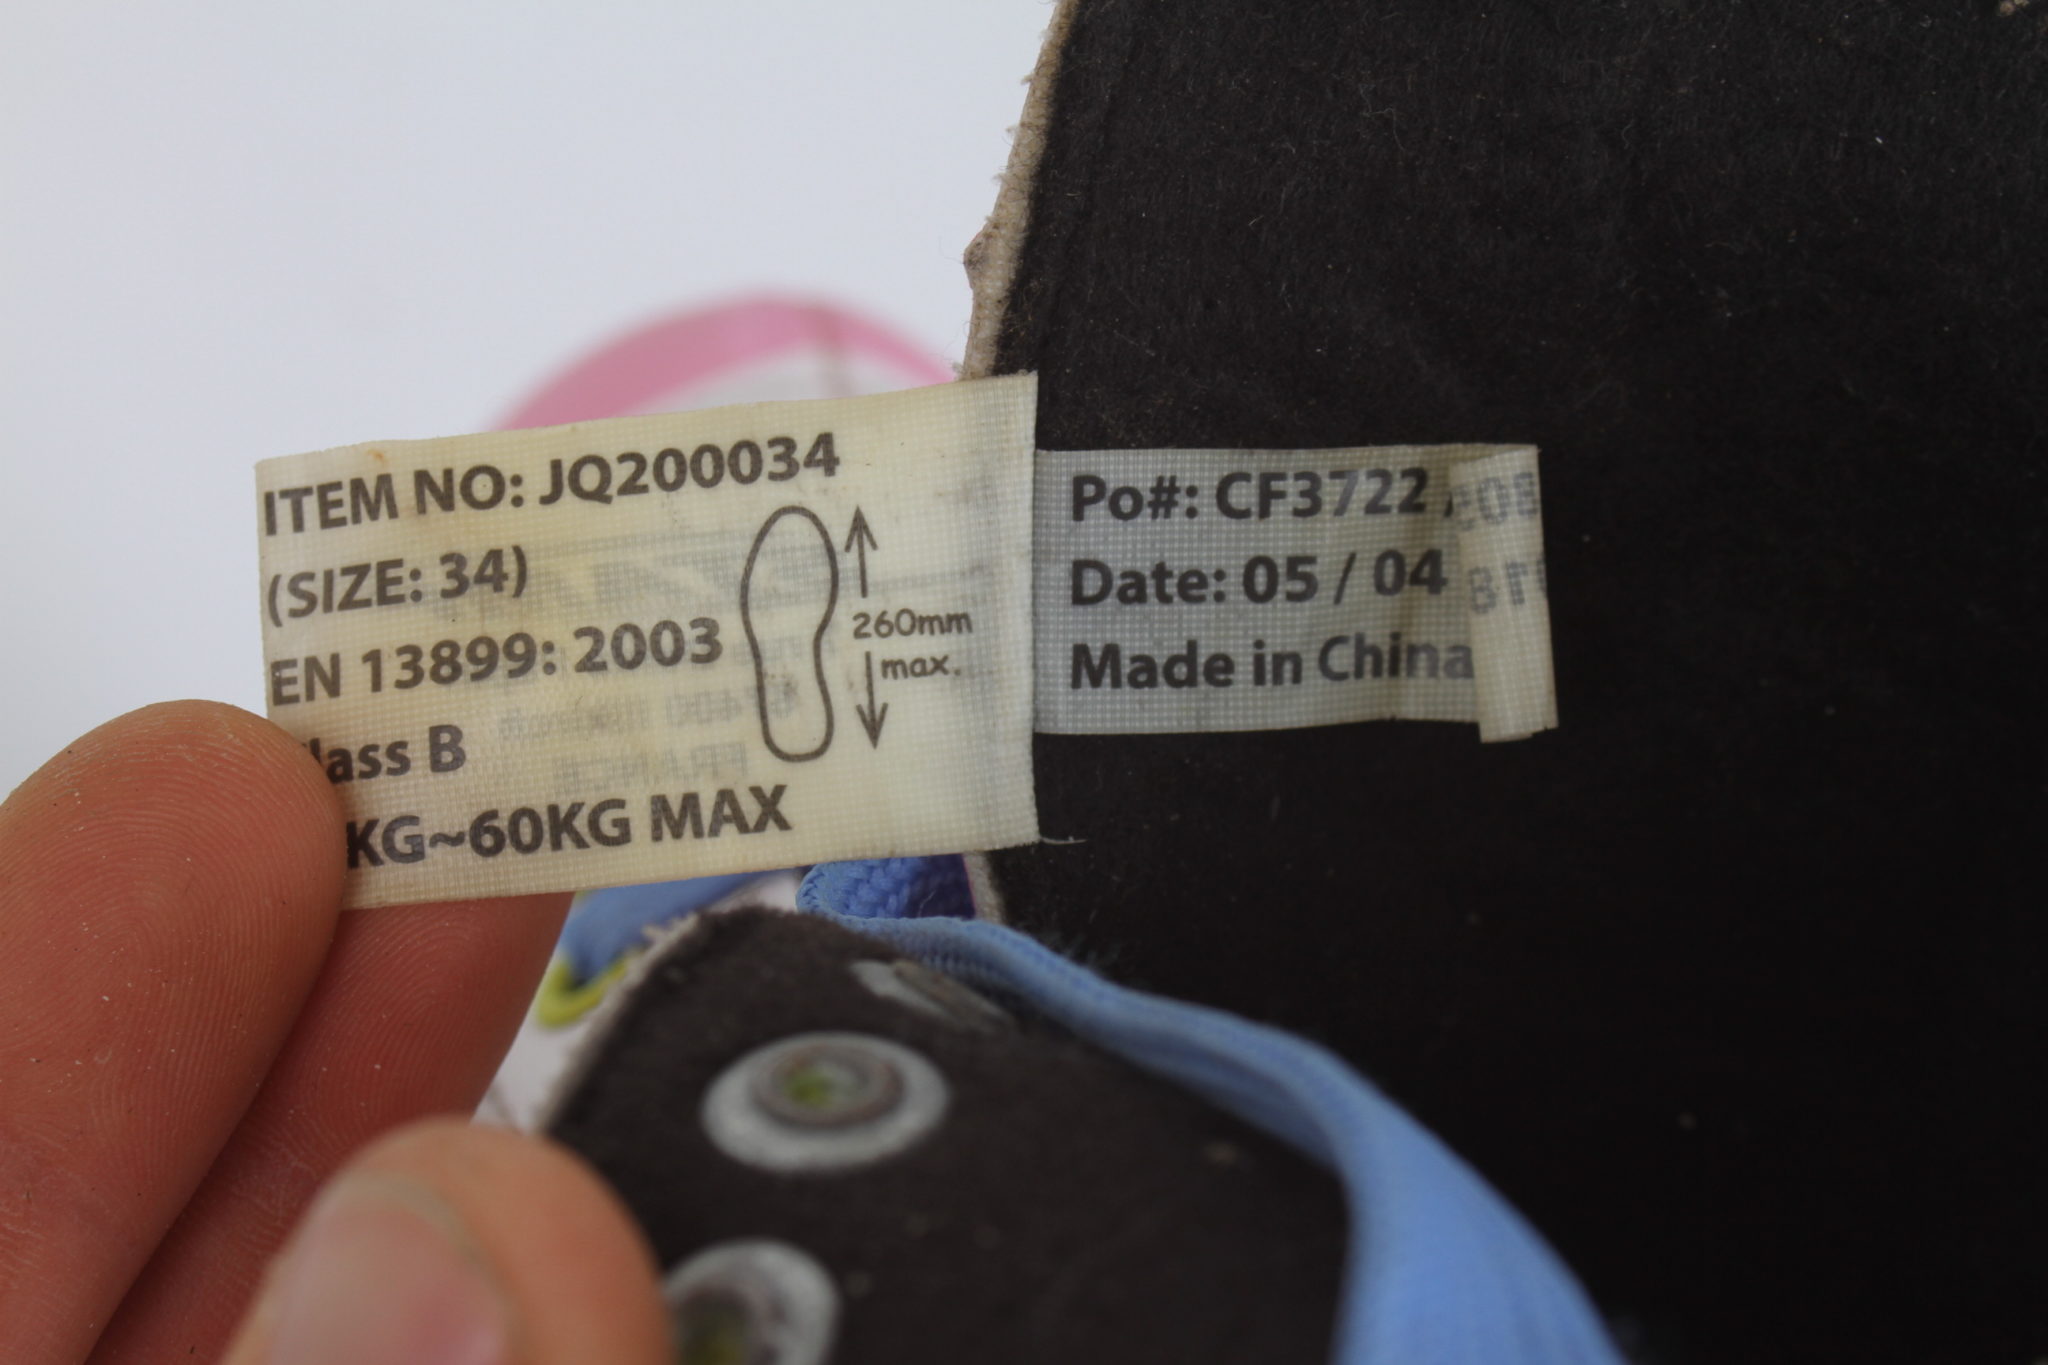 ITEM NO: JQ200034
(SIZE: 34)
EN 13899: 2003
Class B
KG~60KG MAX
260mm
max.
Po#: CF3722
Date: 05 / 04
Made in China